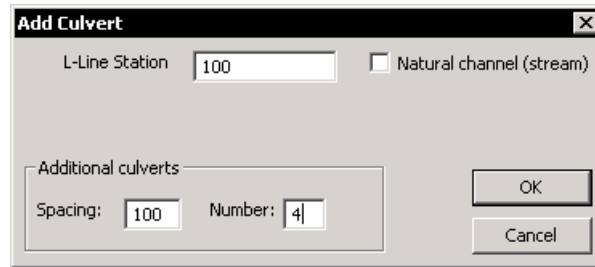 Add Culvert
L-Line Station 100 Natural channel (stream)
Additional culverts
Spacing: 100 Number: 4
OK
Cancel